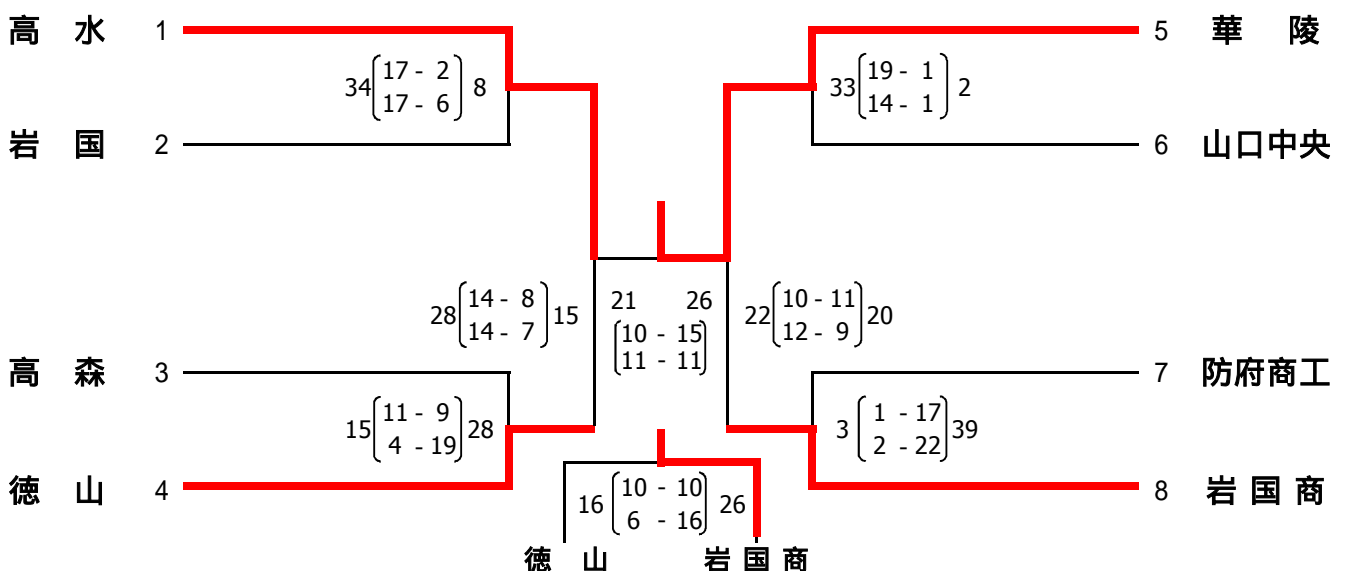 高 水 1
34 17 - 2 8
17 - 6
岩 国 2
5 華 陵
33 19 - 1 2
14 - 1
6 山口中央
28 14 - 8 15
14 - 7
21 26
10 - 15
11 - 11
22 10 - 11 20
12 - 9
高 森 3
15 11 - 9 28
4 - 19
徳 山 4
7 防府商工
3 1 - 17 39
2 - 22
8 岩国商
16 10 - 10 26
6 - 16
徳 山 岩国商